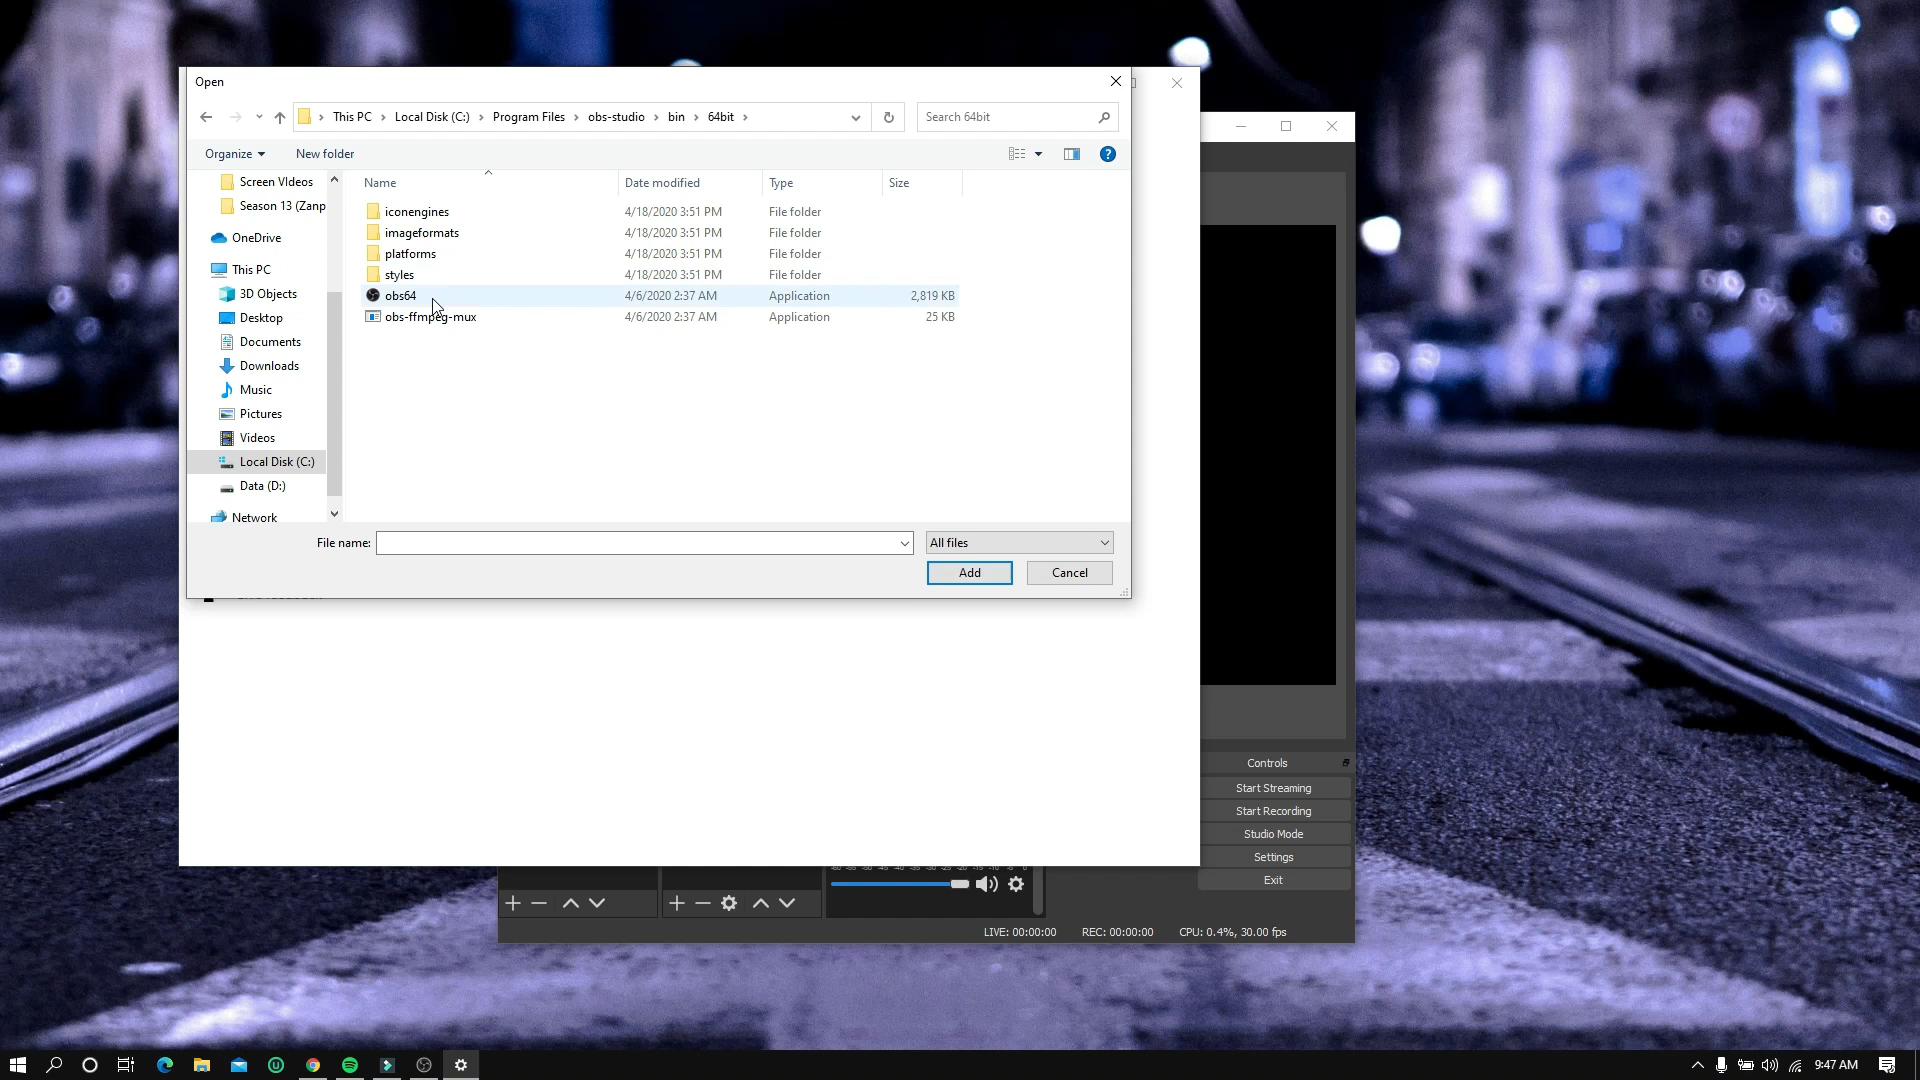 Open
This PC > Local Disk (C:) > Program Files > obs-studio > bin > 64bit >
Search 64bit
Organize
New folder
Screen VIdeos
Season 13 (Zanp
OneDrive
This PC
3D Objects
Desktop
Documents
Downloads
Music
Pictures
Videos
Local Disk (C:)
Data (D:)
Network
Name Date modified Type Size
iconengines 4/18/2020 3:51 PM File folder
imageformats 4/18/2020 3:51 PM File folder
platforms 4/18/2020 3:51 PM File folder
styles 4/18/2020 3:51 PM File folder
obs64 4/6/2020 2:37 AM Application 2,819 KB
obs-ffmpeg-mux 4/6/2020 2:37 AM Application 25 KB
File name:
All files
Add
Cancel
Controls
Start Streaming
Start Recording
Studio Mode
Settings
Exit
LIVE: 00:00:00 REC: 00:00:00 CPU: 0.4%, 30.00 fps
9:47 AM